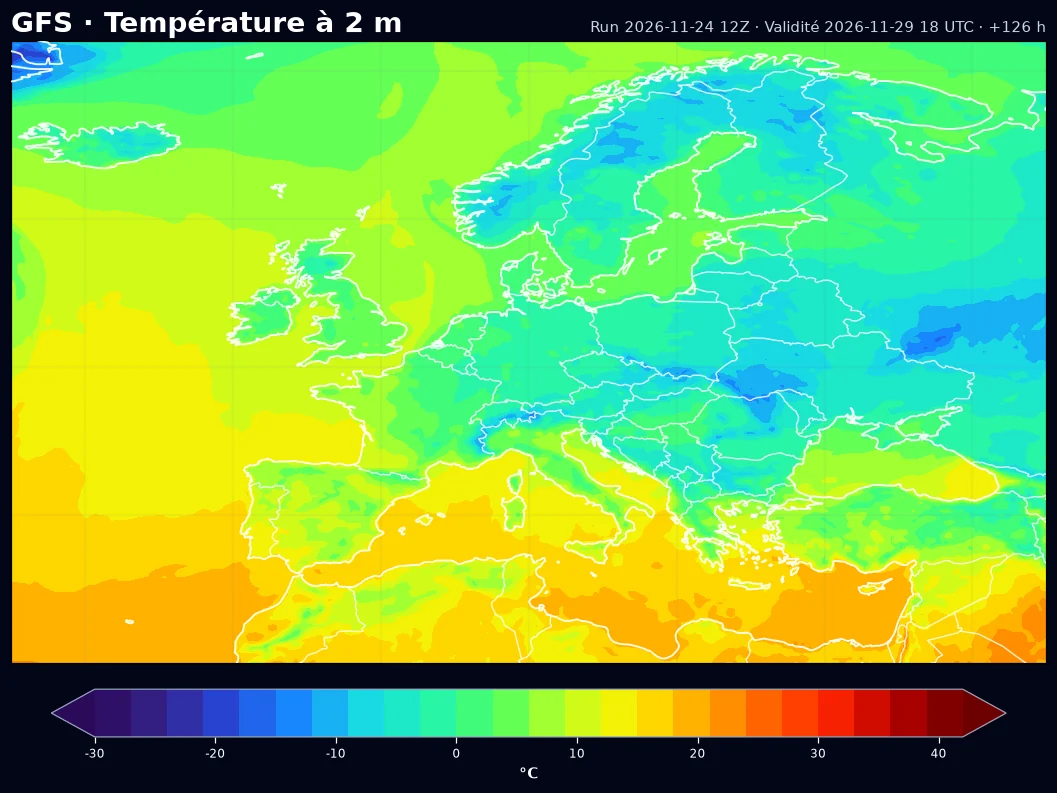 GFS · Température à 2 m
Run 2026-11-24 12Z · Validité 2026-11-29 18 UTC · +126 h
-30 -20 -10 0 10 20 30 40
°C